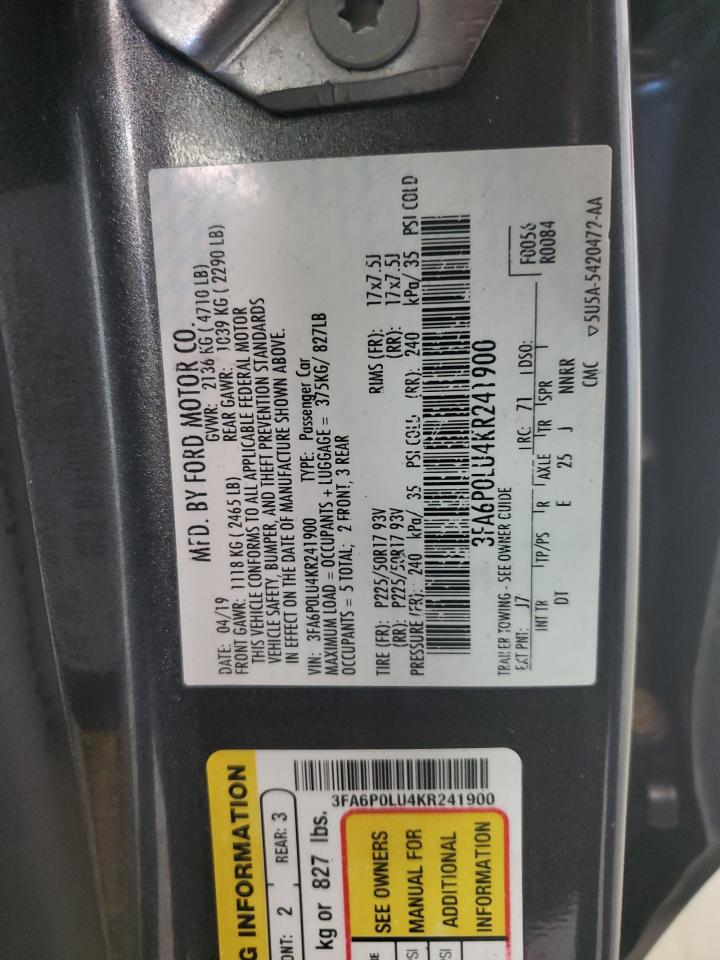 MFD. BY FORD MOTOR CO.
DATE: 04/19 GVWR: 2136 KG ( 4710 LB)
FRONT GAWR: 1118 KG ( 2465 LB) REAR GAWR: 1039 KG ( 2290 LB)
THIS VEHICLE CONFORMS TO ALL APPLICABLE FEDERAL MOTOR
VEHICLE SAFETY, BUMPER, AND THEFT PREVENTION STANDARDS
IN EFFECT ON THE DATE OF MANUFACTURE SHOWN ABOVE.
VIN: 3FA6P0LU4KR241900 TYPE: Passenger Car
MAXIMUM LOAD = OCCUPANTS + LUGGAGE = 375KG/ 827LB
OCCUPANTS = 5 TOTAL; 2 FRONT, 3 REAR
TIRE (FR): P225/50R17 93V RIMS (FR): 17x7.5J
(RR): P225/50R17 93V (RR): 17x7.5J
PRESSURE (FR): 240 kPa/ 35 PSI COLD (RR): 240 kPa/ 35 PSI COLD
3FA6P0LU4KR241900
TRAILER TOWING - SEE OWNER GUIDE
F0056
R0084
EXT PNT: J7 RC: 71 DSO:
INT TR TP/PS R AXLE TR SPR
DT E 25 J NNRR
CMC ▽5U5A-5420472-AA
G INFORMATION
ONT: 2 REAR: 3
kg or 827 lbs.
3FA6P0LU4KR241900
SEE OWNERS
MANUAL FOR
ADDITIONAL
INFORMATION